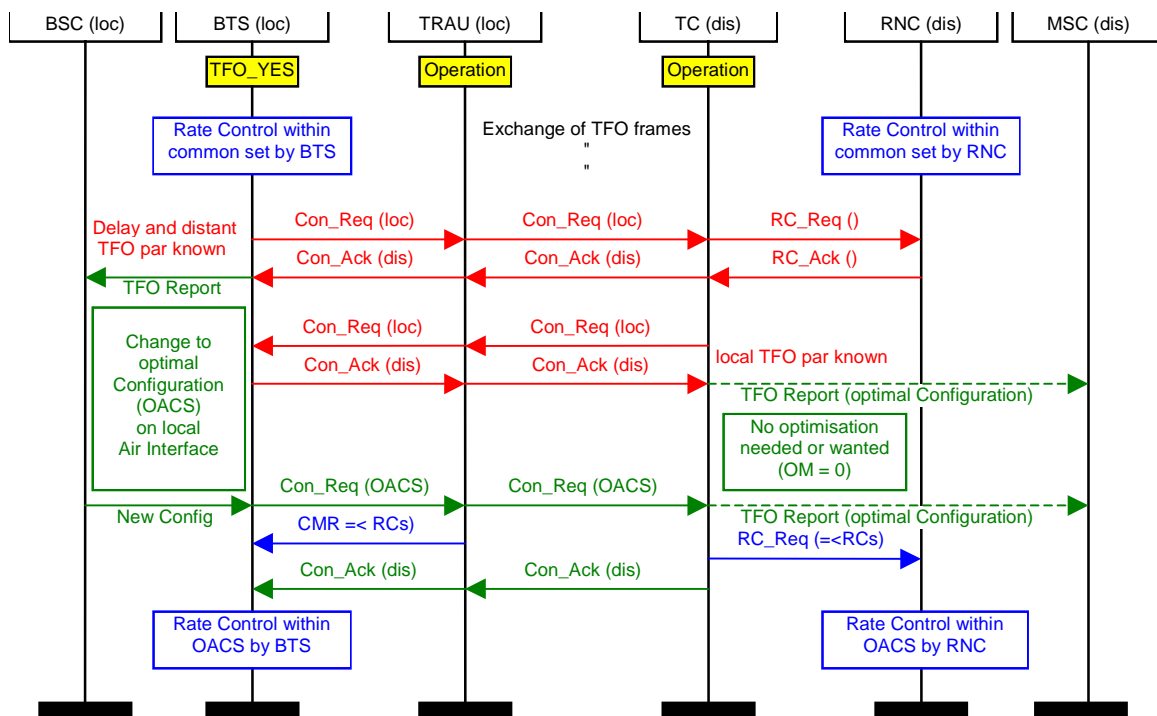 BSC (loc)
BTS (loc)
TRAU (loc)
TC (dis)
RNC (dis)
MSC (dis)
TFO_YES
Operation
Operation
Rate Control within
common set by BTS
Exchange of TFO frames
"
"
Rate Control within
common set by RNC
Delay and distant
TFO par known
Con_Req (loc)
Con_Req (loc)
RC_Req ()
Con_Ack (dis)
Con_Ack (dis)
RC_Ack ()
TFO Report
Change to
optimal
Configuration
(OACS)
on local
Air Interface
Con_Req (loc)
Con_Req (loc)
Con_Ack (dis)
Con_Ack (dis)
local TFO par known
TFO Report (optimal Configuration)
No optimisation
needed or wanted
(OM = 0)
Con_Req (OACS)
Con_Req (OACS)
New Config
TFO Report (optimal Configuration)
CMR =< RCs)
RC_Req (=<RCs)
Con_Ack (dis)
Con_Ack (dis)
Rate Control within
OACS by BTS
Rate Control within
OACS by RNC